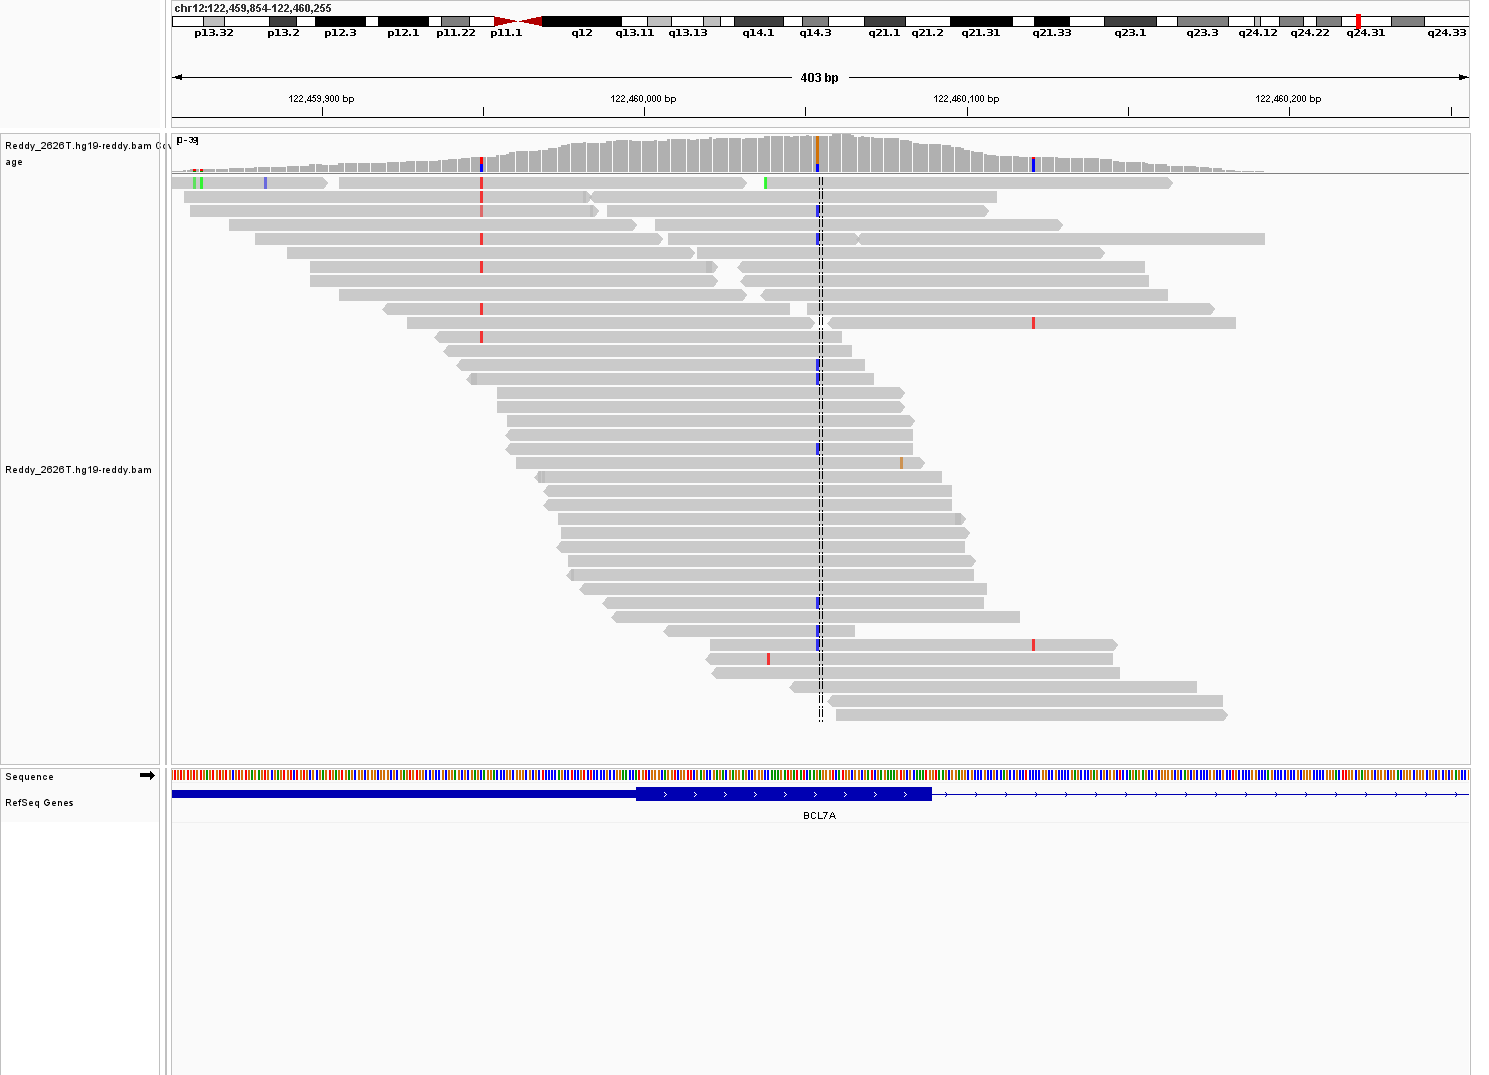 chr12:122,459,854-122,460,255
p13.32 p13.2 p12.3 p12.1 p11.22 p11.1 q12 q13.11 q13.13 q14.1 q14.3 q21.1 q21.2 q21.31 q21.33 q23.1 q23.3 q24.12 q24.22 q24.31 q24.33
403 bp
122,459,900 bp 122,460,000 bp 122,460,100 bp 122,460,200 bp
[0-39]
Reddy_2626T.hg19-reddy.bam Cov
age
Reddy_2626T.hg19-reddy.bam
Sequence
RefSeq Genes
BCL7A